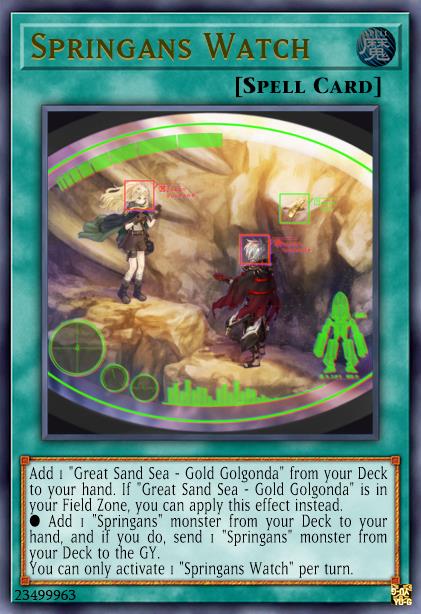 Springans Watch
魔
[Spell Card]
Add 1 "Great Sand Sea - Gold Golgonda" from your Deck
to your hand. If "Great Sand Sea - Gold Golgonda" is in
your Field Zone, you can apply this effect instead.
● Add 1 "Springans" monster from your Deck to your
hand, and if you do, send 1 "Springans" monster from
your Deck to the GY.
You can only activate 1 "Springans Watch" per turn.
23499963